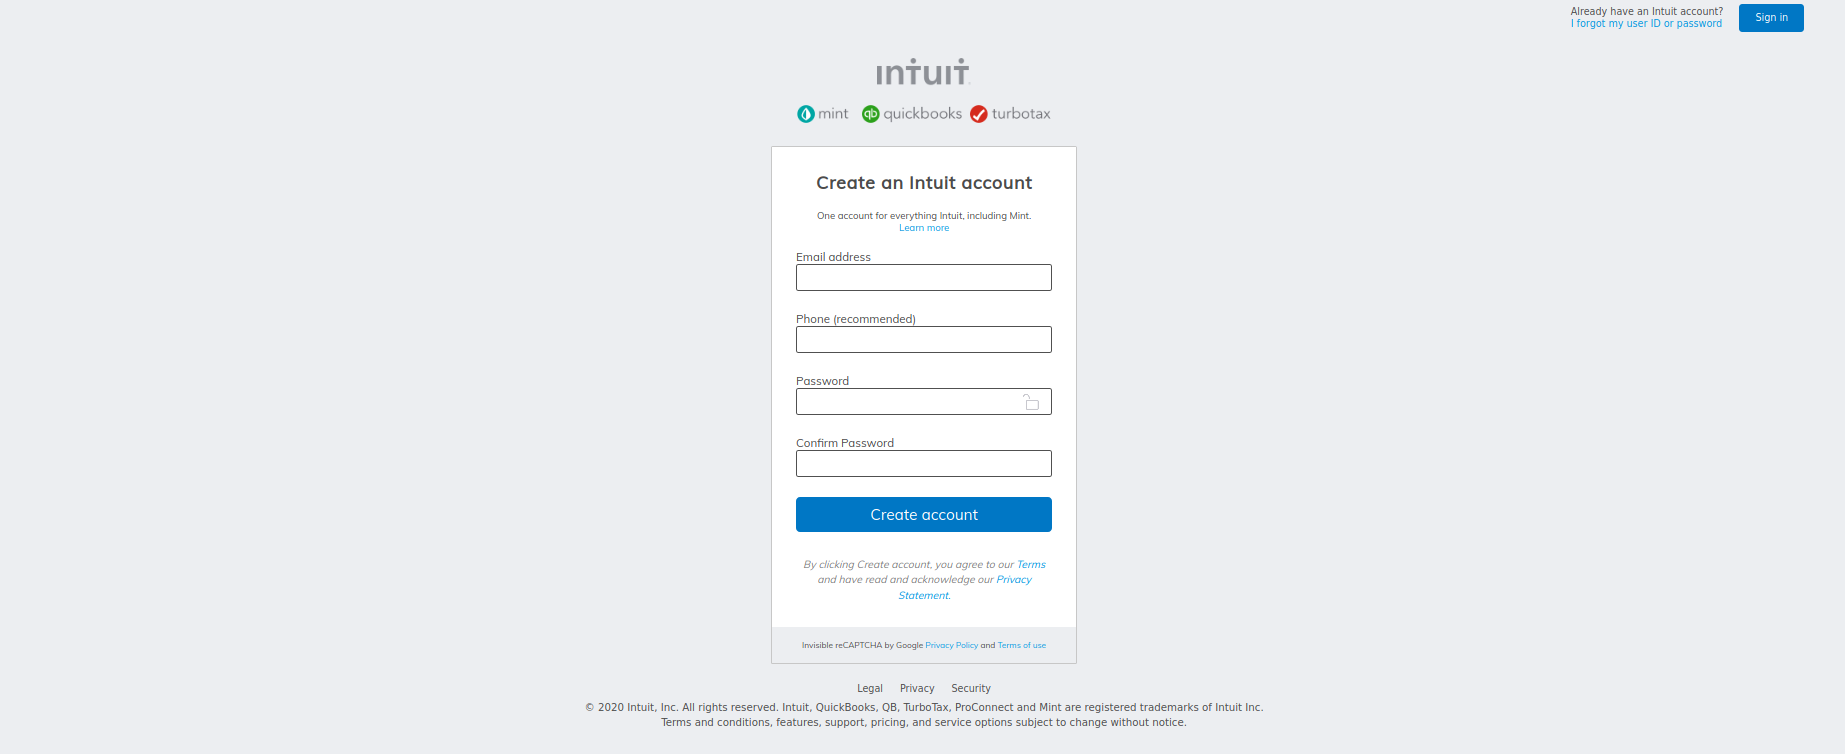 Already have an Intuit account?
I forgot my user ID or password
Sign in
intuit
mint quickbooks turbotax
Create an Intuit account
One account for everything Intuit, including Mint.
Learn more
Email address
Phone (recommended)
Password
Confirm Password
Create account
By clicking Create account, you agree to our Terms
and have read and acknowledge our Privacy
Statement.
Invisible reCAPTCHA by Google Privacy Policy and Terms of use
Legal Privacy Security
© 2020 Intuit, Inc. All rights reserved. Intuit, QuickBooks, QB, TurboTax, ProConnect and Mint are registered trademarks of Intuit Inc.
Terms and conditions, features, support, pricing, and service options subject to change without notice.